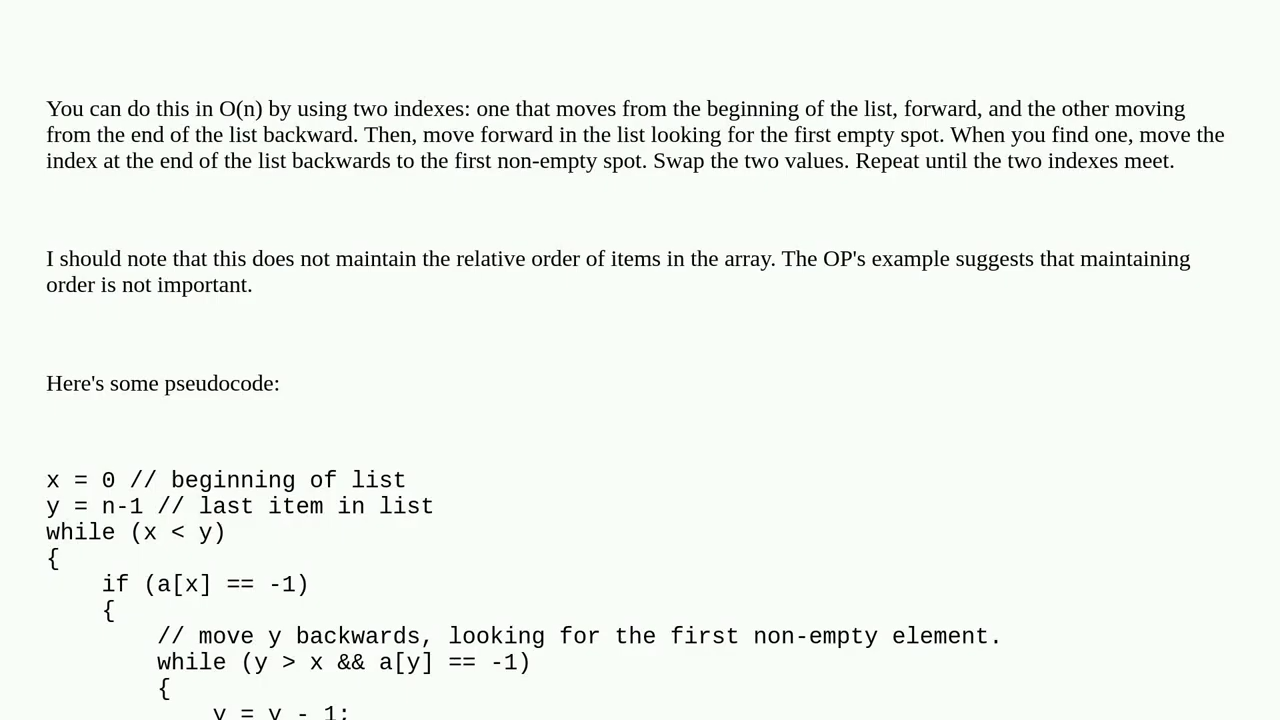 You can do this in O(n) by using two indexes: one that moves from the beginning of the list, forward, and the other moving
from the end of the list backward. Then, move forward in the list looking for the first empty spot. When you find one, move the
index at the end of the list backwards to the first non-empty spot. Swap the two values. Repeat until the two indexes meet.
I should note that this does not maintain the relative order of items in the array. The OP's example suggests that maintaining
order is not important.
Here's some pseudocode:
x = 0 // beginning of list
y = n-1 // last item in list
while (x < y)
{
    if (a[x] == -1)
    {
        // move y backwards, looking for the first non-empty element.
        while (y > x && a[y] == -1)
        {
            y = y - 1;